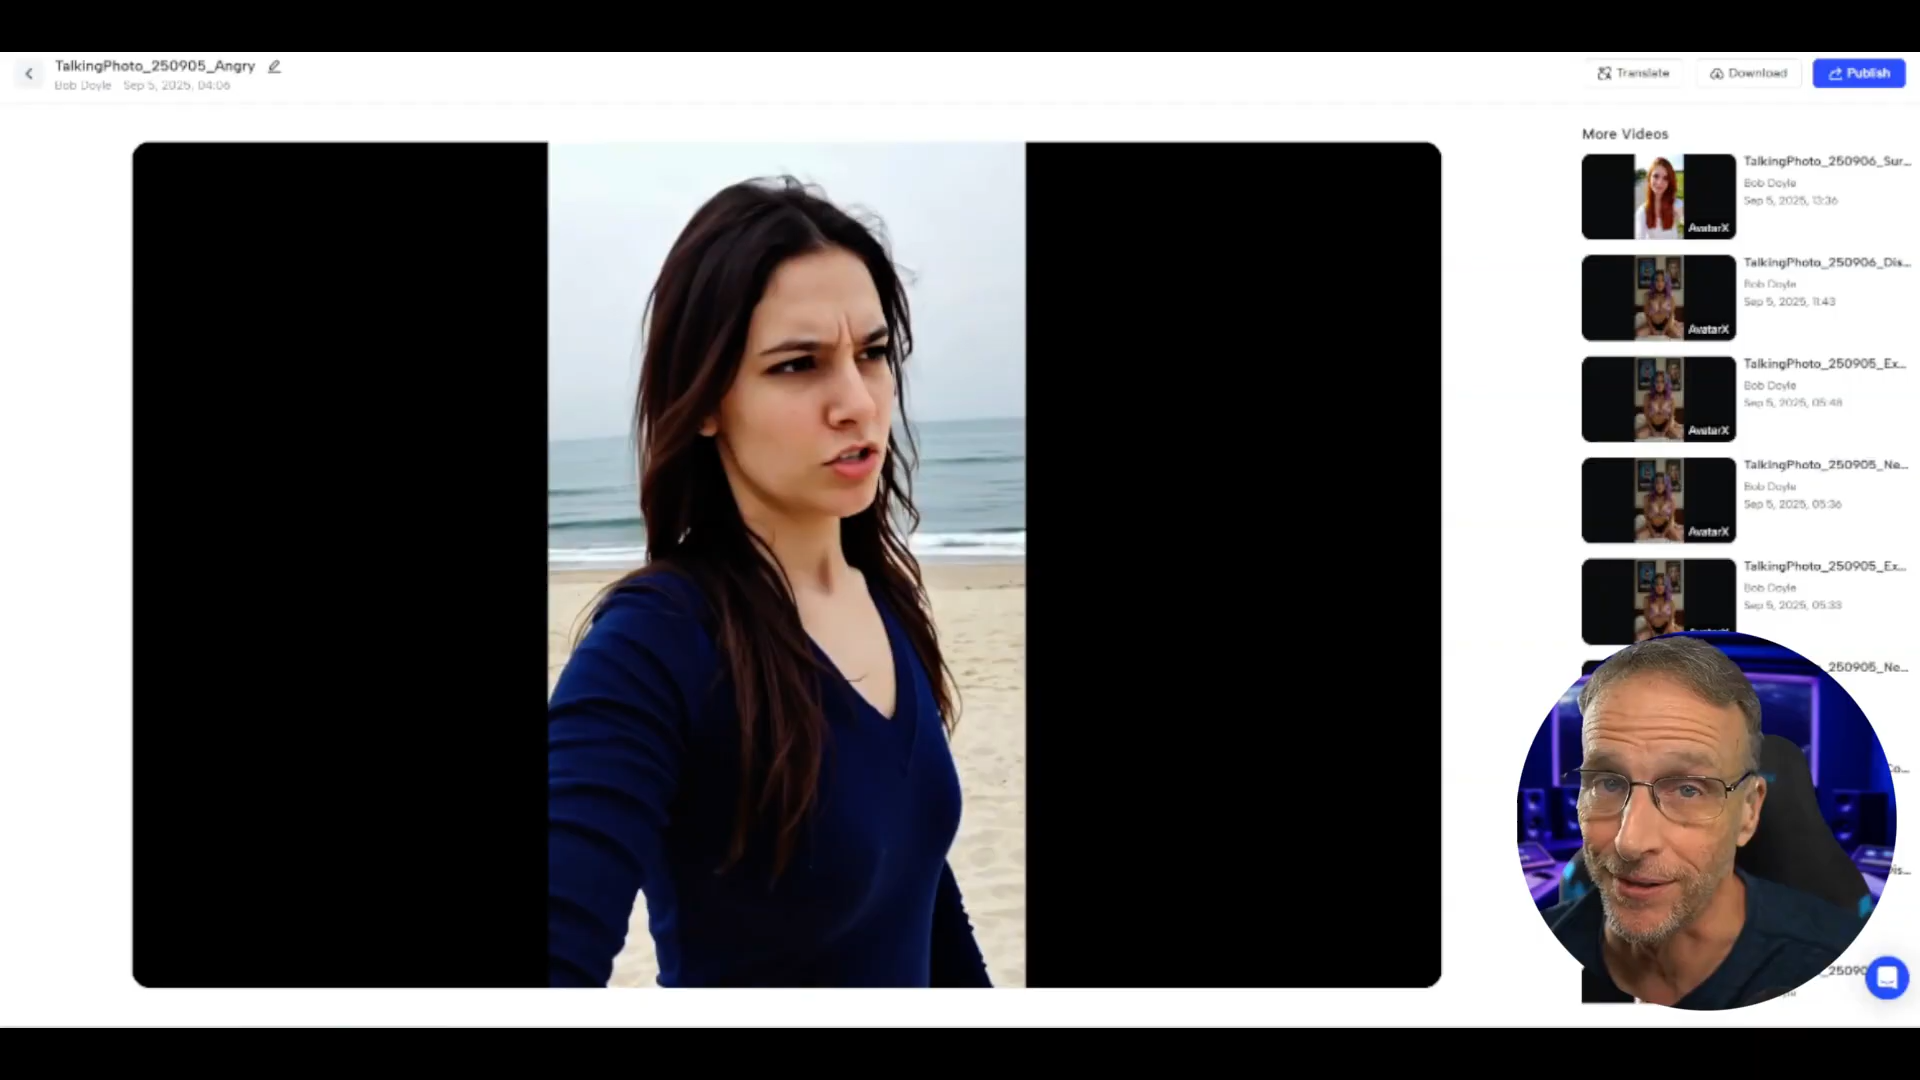 TalkingPhoto_250905_Angry
Bob Doyle Sep 5, 2025, 04:06
Translate
Download
Publish
More Videos
TalkingPhoto_250906_Sur...
Bob Doyle
Sep 5, 2025, 13:36
AvatarX
TalkingPhoto_250906_Dis...
Bob Doyle
Sep 5, 2025, 11:43
AvatarX
TalkingPhoto_250905_Ex...
Bob Doyle
Sep 5, 2025, 05:48
AvatarX
TalkingPhoto_250905_Ne...
Bob Doyle
Sep 5, 2025, 05:36
AvatarX
TalkingPhoto_250905_Ex...
Bob Doyle
Sep 5, 2025, 05:33
_250905_Ne...
Co...
_2509